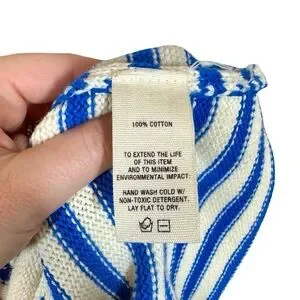 100% COTTON
TO EXTEND THE LIFE
OF THIS ITEM
AND TO MINIMIZE
ENVIRONMENTAL IMPACT:
HAND WASH COLD W/
NON-TOXIC DETERGENT.
LAY FLAT TO DRY.